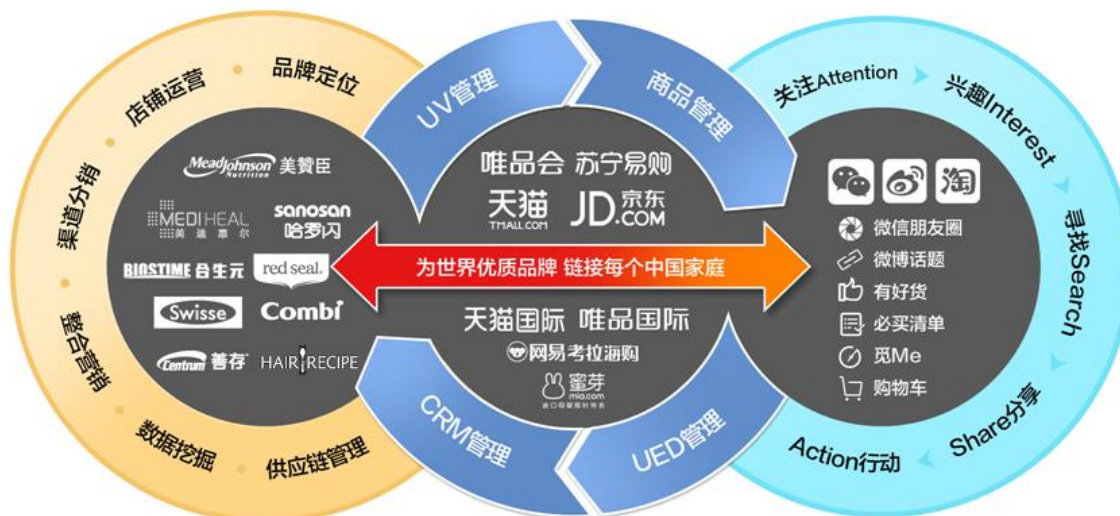 品牌定位
店铺运营
渠道分销
整合营销
数据挖掘
供应链管理
MeadJohnson
Nutrition
美赞臣
MEDIHEAL
美迪惠尔
sanosan
哈罗闪
BIOSTIME 合生元
red seal
Swisse
Combi
Centrum 善存
HAIR RECIPE
UV管理
商品管理
唯品会 苏宁易购
天猫
TMALL.COM
JD.京东
.COM
为世界优质品牌 链接每个中国家庭
天猫国际 唯品国际
网易考拉海购
蜜芽
mia.com
进口母婴限时特卖
CRM管理
UED管理
关注Attention
兴趣Interest
寻找Search
Share分享
Action行动
淘
微信朋友圈
微博话题
有好货
必买清单
觅Me
购物车